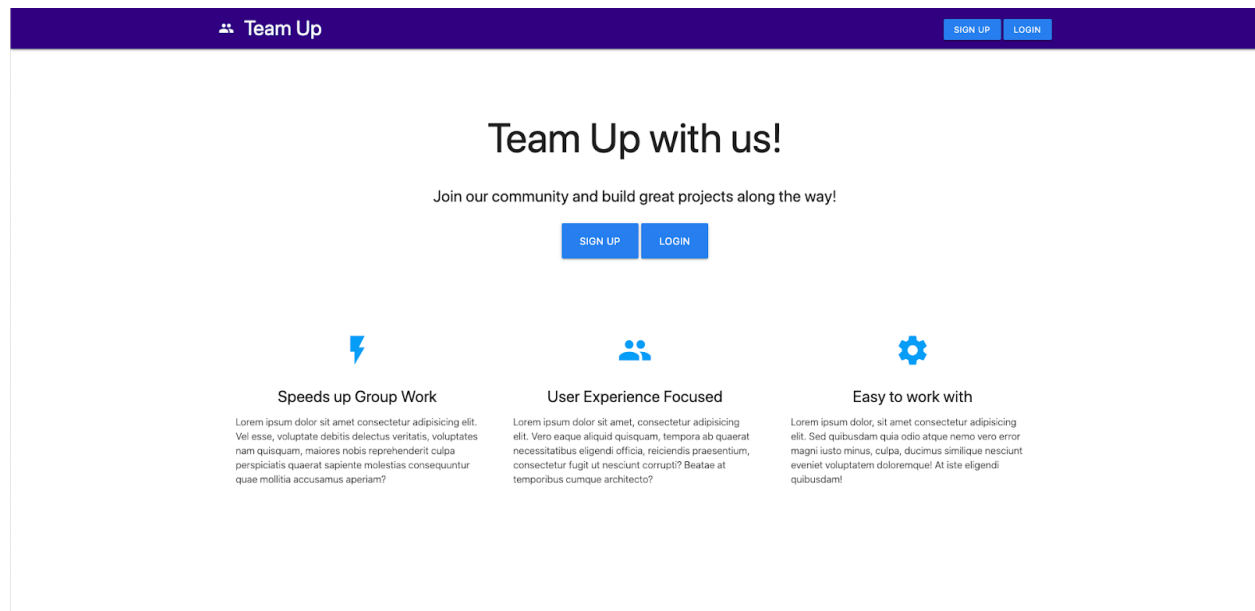 Team Up
SIGN UP LOGIN
Team Up with us!
Join our community and build great projects along the way!
SIGN UP LOGIN
Speeds up Group Work
Lorem ipsum dolor sit amet consectetur adipisicing elit.
Vel esse, voluptate debitis delectus veritatis, voluptates
nam quisquam, maiores nobis reprehenderit culpa
perspiciatis quaerat sapiente molestias consequuntur
quae mollitia accusamus aperiam?
User Experience Focused
Lorem ipsum dolor sit amet, consectetur adipisicing
elit. Vero eaque aliquid quisquam, tempora ab quaerat
necessitatibus eligendi officia, reiciendis praesentium,
consectetur fugit ut nesciunt corrupti? Beatae at
temporibus cumque architecto?
Easy to work with
Lorem ipsum dolor, sit amet consectetur adipisicing
elit. Sed quibusdam quia odio atque nemo vero error
magni iusto minus, culpa, ducimus similique nesciunt
eveniet voluptatem doloremque! At iste eligendi
quibusdam!